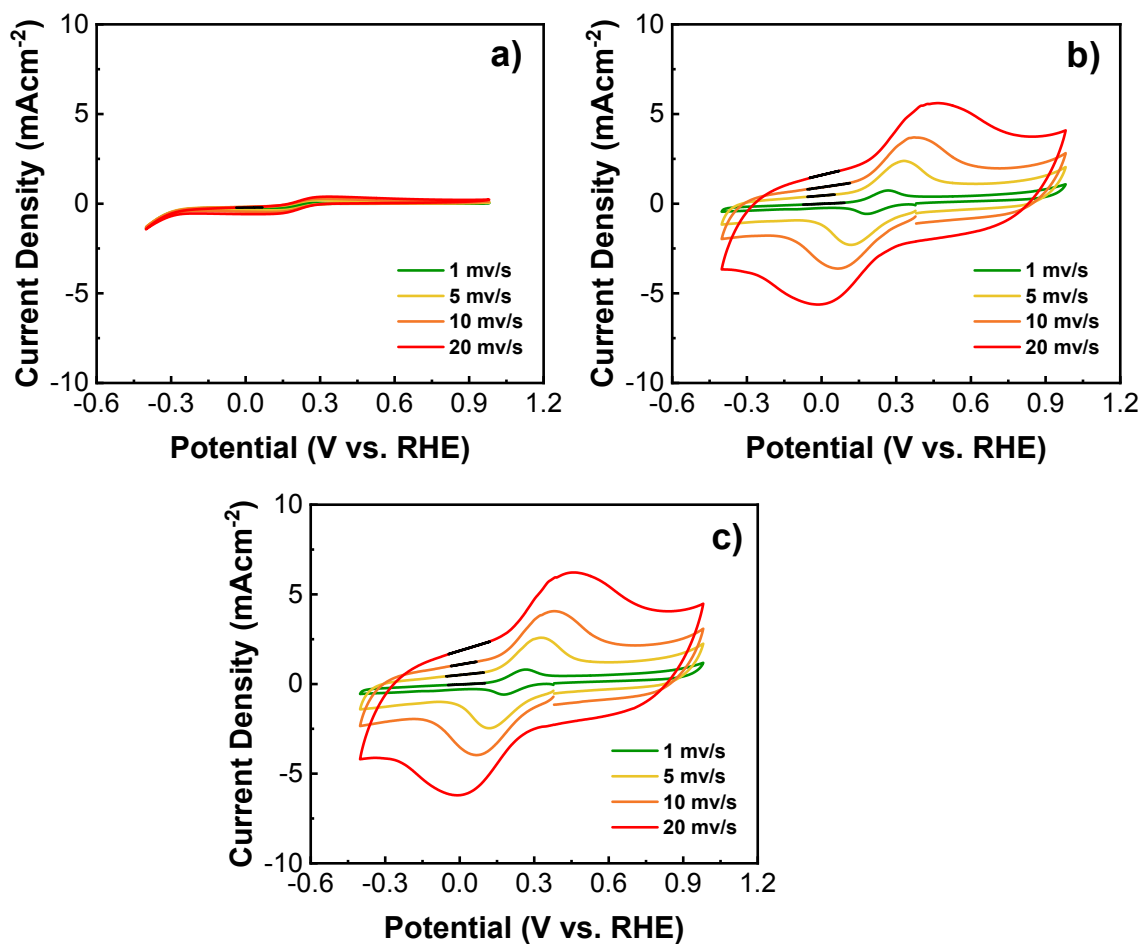 a)
Current Density (mAcm-2)
10
5
0
-5
-10
1 mv/s
5 mv/s
10 mv/s
20 mv/s
-0.6 -0.3 0.0 0.3 0.6 0.9 1.2
Potential (V vs. RHE)
b)
Current Density (mAcm-2)
10
5
0
-5
-10
1 mv/s
5 mv/s
10 mv/s
20 mv/s
-0.6 -0.3 0.0 0.3 0.6 0.9 1.2
Potential (V vs. RHE)
c)
Current Density (mAcm-2)
10
5
0
-5
-10
1 mv/s
5 mv/s
10 mv/s
20 mv/s
-0.6 -0.3 0.0 0.3 0.6 0.9 1.2
Potential (V vs. RHE)